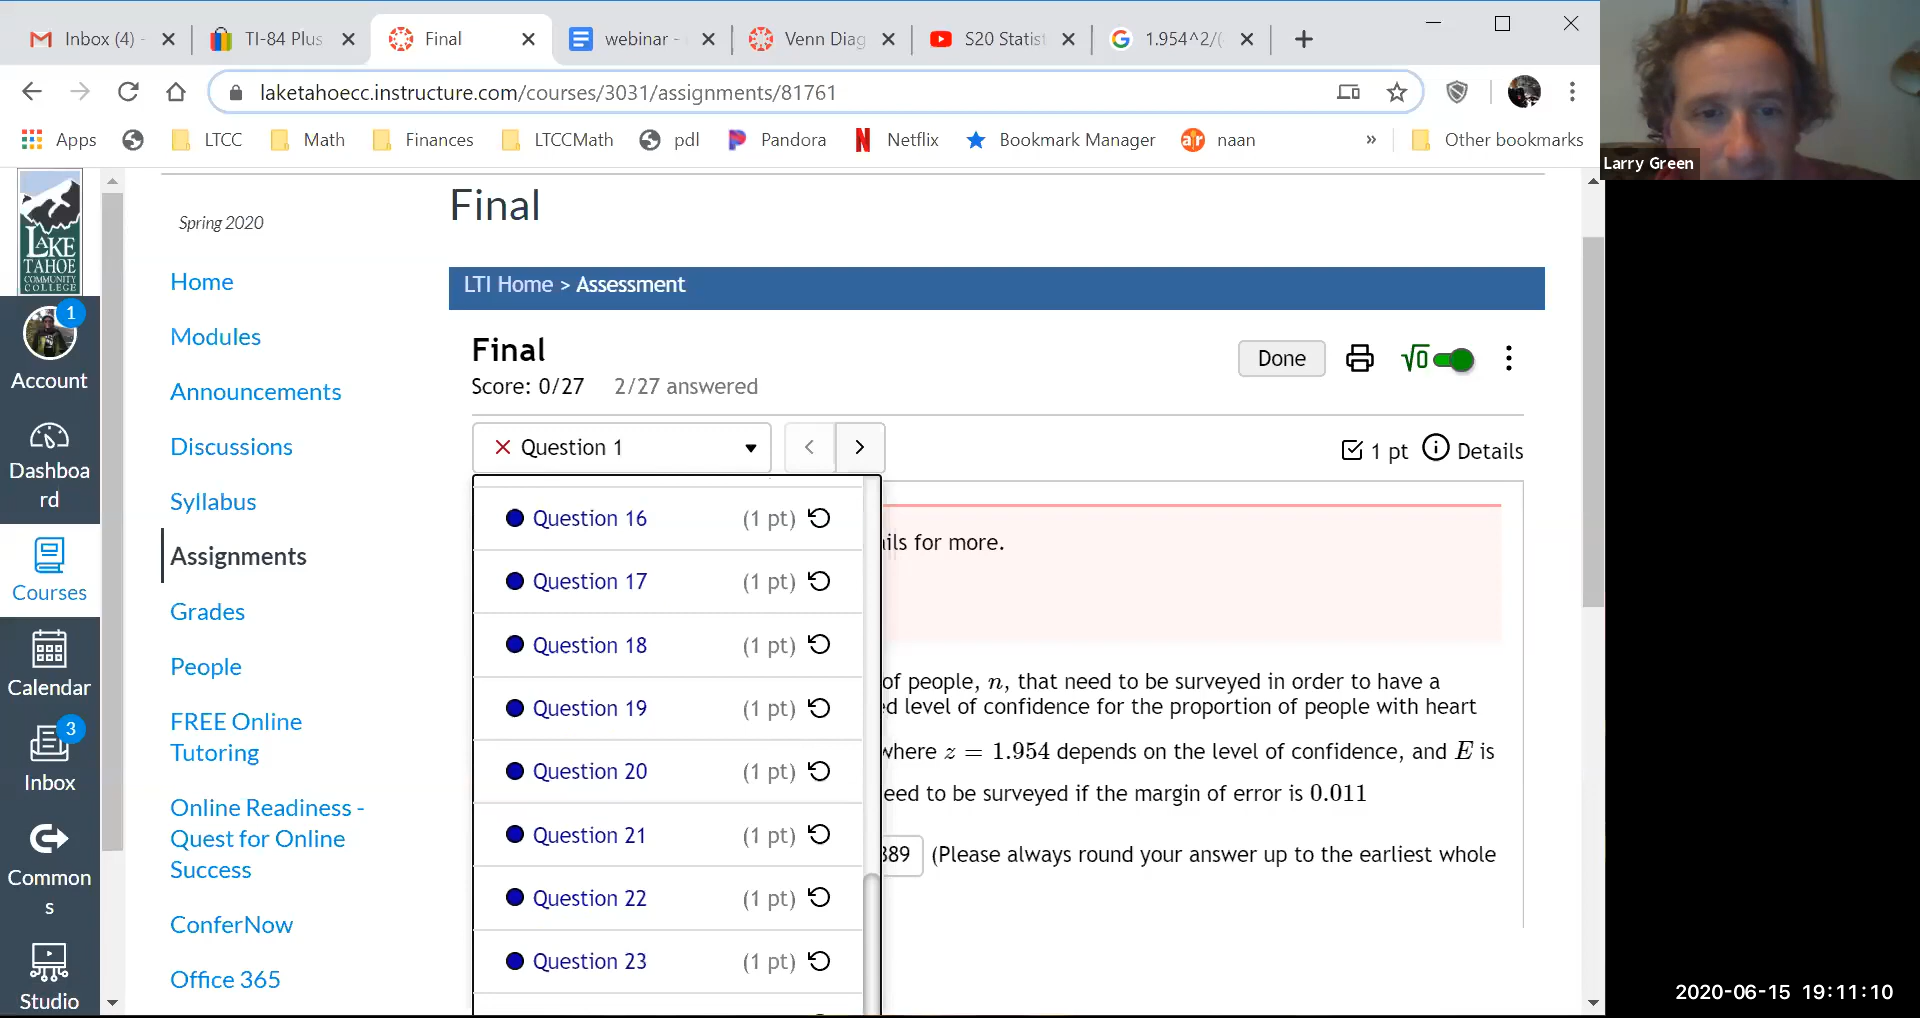 Inbox (4) -
TI-84 Plus
Final
webinar -
Venn Diag
S20 Statist
1.954^2/(
laketahoecc.instructure.com/courses/3031/assignments/81761
Apps
LTCC
Math
Finances
LTCCMath
pdl
Pandora
Netflix
Bookmark Manager
naan
»
Other bookmarks
Larry Green
LAKE
TAHOE
COMMUNITY
COLLEGE
1
Account
Dashboa
rd
Courses
Calendar
3
Inbox
Common
s
Studio
Spring 2020
Home
Modules
Announcements
Discussions
Syllabus
Assignments
Grades
People
FREE Online
Tutoring
Online Readiness -
Quest for Online
Success
ConferNow
Office 365
Final
LTI Home > Assessment
Final
Score: 0/27 2/27 answered
Done
√0
Question 1
1 pt Details
Question 16 (1 pt)
Question 17 (1 pt)
Question 18 (1 pt)
Question 19 (1 pt)
Question 20 (1 pt)
Question 21 (1 pt)
Question 22 (1 pt)
Question 23 (1 pt)
ails for more.
of people, n, that need to be surveyed in order to have a
ed level of confidence for the proportion of people with heart
where z = 1.954 depends on the level of confidence, and E is
eed to be surveyed if the margin of error is 0.011
389 (Please always round your answer up to the earliest whole
2020-06-15 19:11:10